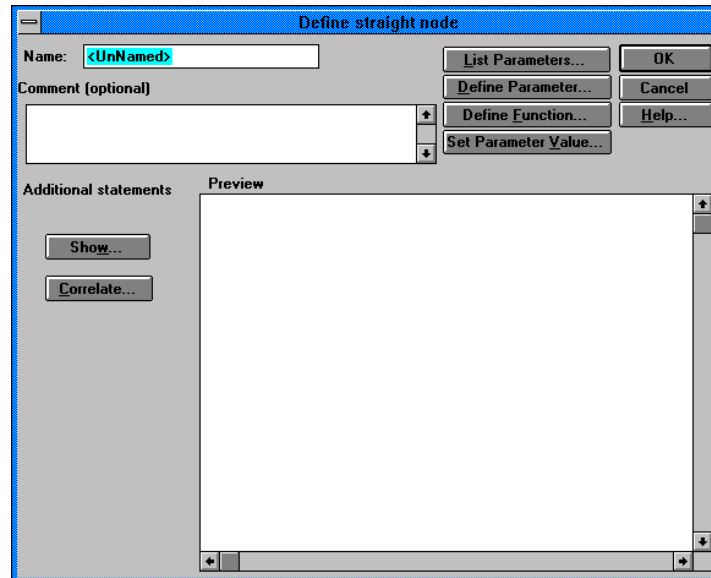 Define straight node
Name: <UnNamed>
List Parameters...
OK
Comment (optional)
Define Parameter...
Cancel
Define Function...
Help...
Set Parameter Value...
Additional statements
Preview
Show...
Correlate...